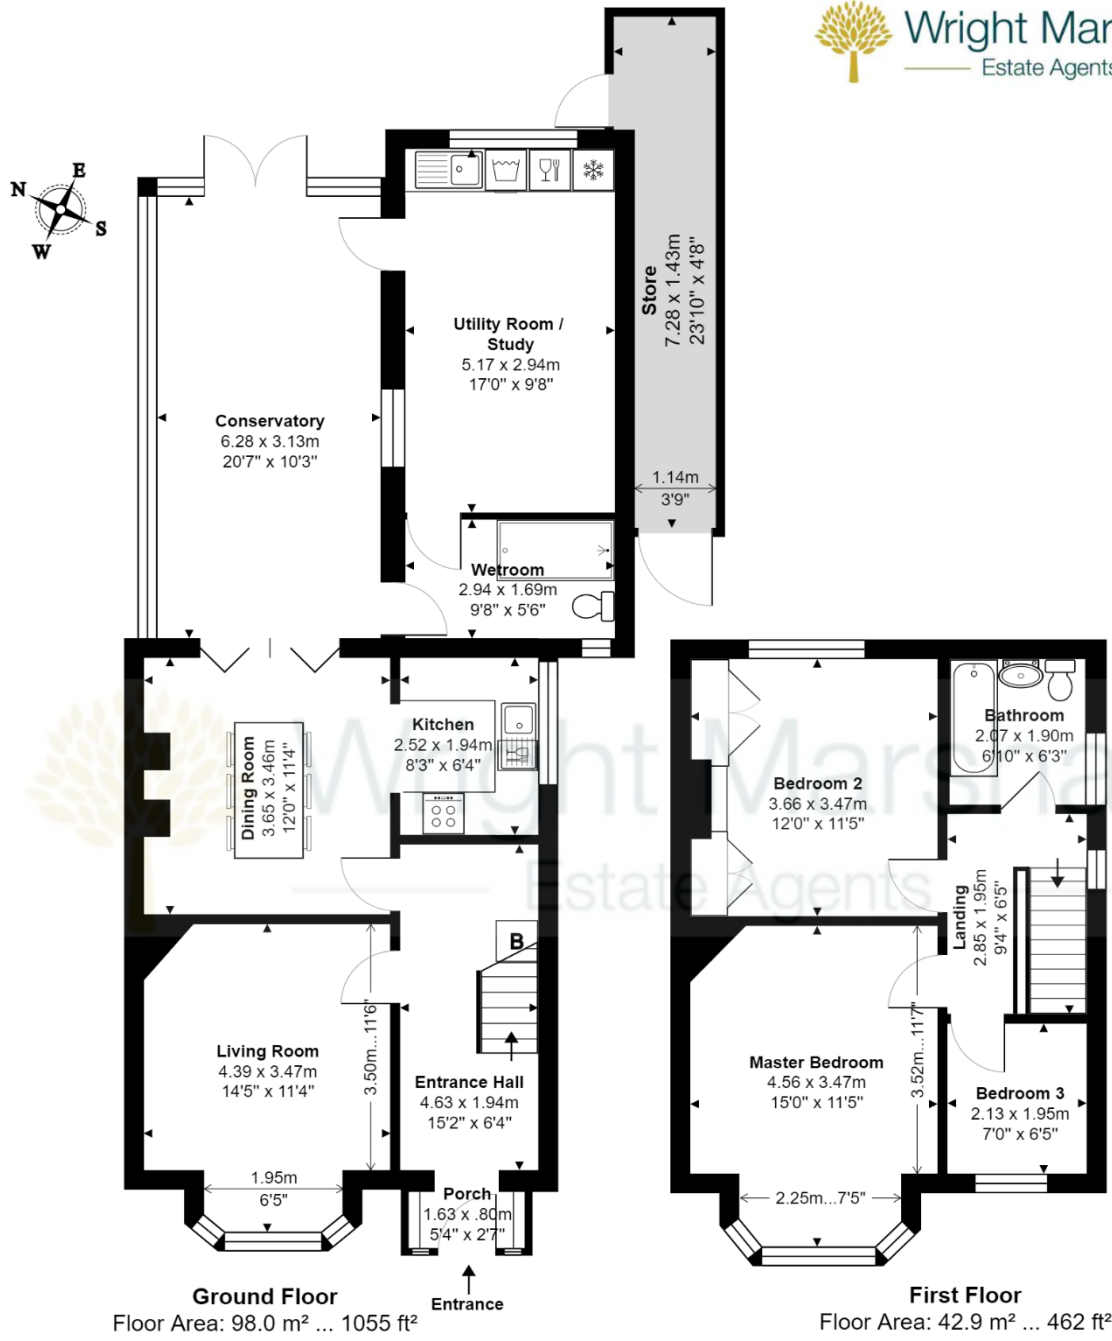 Wright Mar
Estate Agents
N
E
S
W
Store
7.28 x 1.43m
23'10" x 4'8"
1.14m
3'9"
Utility Room /
Study
5.17 x 2.94m
17'0" x 9'8"
Conservatory
6.28 x 3.13m
20'7" x 10'3"
Wetroom
2.94 x 1.69m
9'8" x 5'6"
Kitchen
2.52 x 1.94m
8'3" x 6'4"
Dining Room
3.65 x 3.46m
12'0" x 11'4"
B
Living Room
4.39 x 3.47m
14'5" x 11'4"
3.50m...11'6"
1.95m
6'5"
Entrance Hall
4.63 x 1.94m
15'2" x 6'4"
Porch
1.63 x .80m
5'4" x 2'7"
Entrance
Ground Floor
Floor Area: 98.0 m² ... 1055 ft²
Bathroom
2.07 x 1.90m
6'10" x 6'3"
Bedroom 2
3.66 x 3.47m
12'0" x 11'5"
Landing
2.85 x 1.95m
9'4" x 6'5"
Master Bedroom
4.56 x 3.47m
15'0" x 11'5"
3.52m...11'7"
2.25m...7'5"
Bedroom 3
2.13 x 1.95m
7'0" x 6'5"
First Floor
Floor Area: 42.9 m² ... 462 ft²
Wright Marsha
Estate Agents